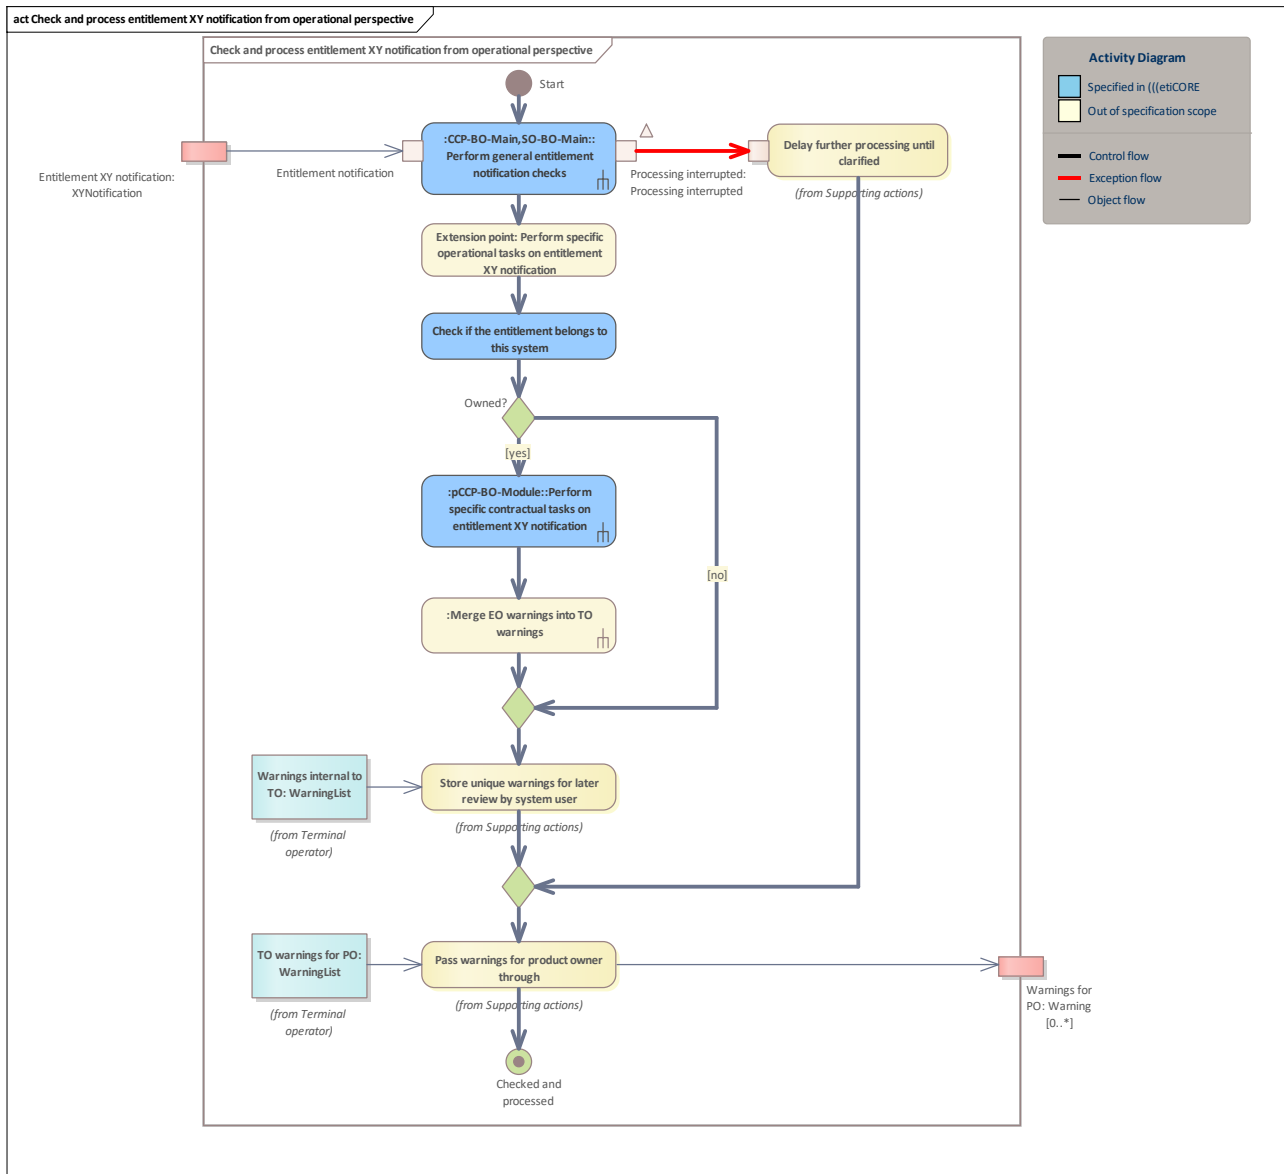 act Check and process entitlement XY notification from operational perspective
Check and process entitlement XY notification from operational perspective
Start
Activity Diagram
Specified in (((etiCORE
Out of specification scope
Control flow
Exception flow
Object flow
Entitlement XY notification:
XYNotification
Entitlement notification
:CCP-BO-Main,SO-BO-Main::
Perform general entitlement
notification checks
Processing interrupted:
Processing interrupted
Delay further processing until
clarified
(from Supporting actions)
Extension point: Perform specific
operational tasks on entitlement
XY notification
Check if the entitlement belongs to
this system
Owned?
[yes]
:pCCP-BO-Module::Perform
specific contractual tasks on
entitlement XY notification
[no]
:Merge EO warnings into TO
warnings
Warnings internal to
TO: WarningList
(from Terminal
operator)
Store unique warnings for later
review by system user
(from Supporting actions)
TO warnings for PO:
WarningList
(from Terminal
operator)
Pass warnings for product owner
through
(from Supporting actions)
Warnings for
PO: Warning
[0..*]
Checked and
processed